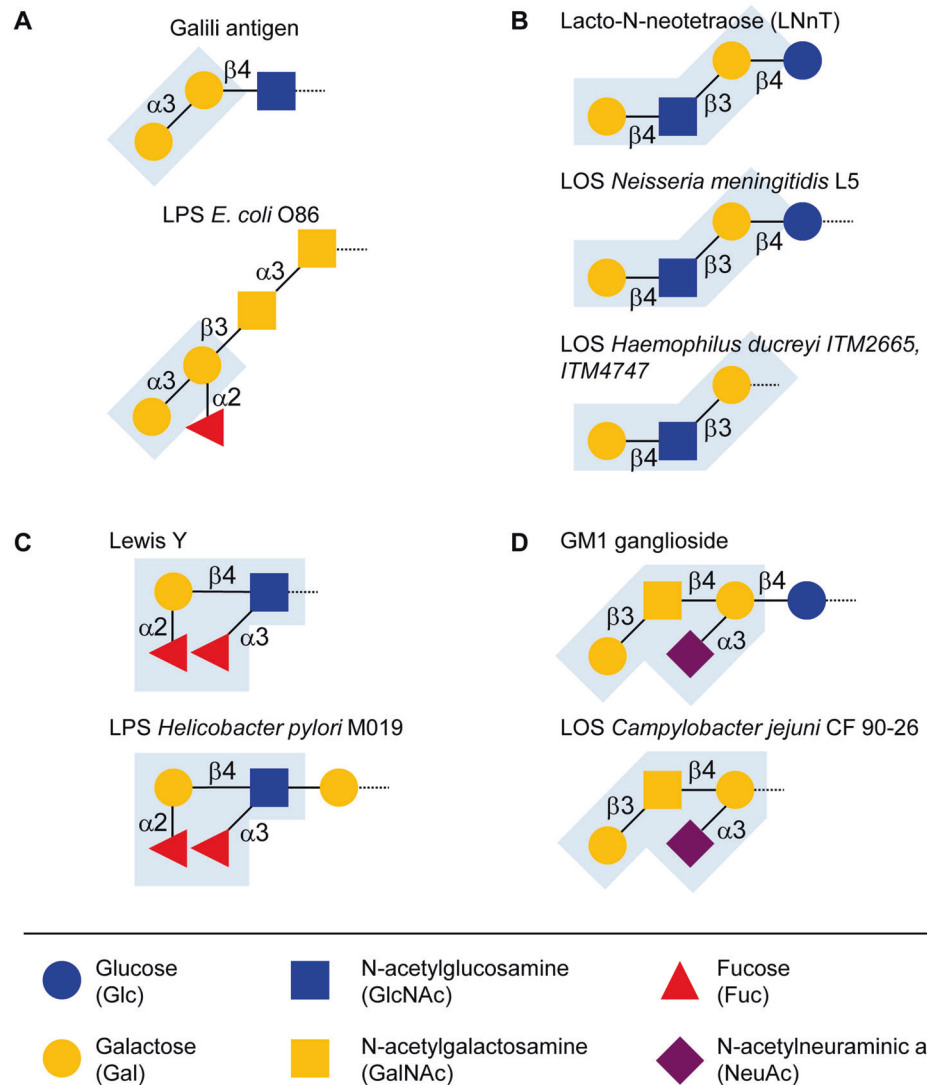 A
Galili antigen
β4
α3
LPS E. coli O86
α3
β3
α3
α2
B
Lacto-N-neotetraose (LNnT)
β4
β3
β4
LOS Neisseria meningitidis L5
β4
β3
β4
LOS Haemophilus ducreyi ITM2665,
ITM4747
β3
β4
C
Lewis Y
β4
α2
α3
LPS Helicobacter pylori M019
β4
α2
α3
D
GM1 ganglioside
β4
β4
β3
α3
LOS Campylobacter jejuni CF 90-26
β4
β3
α3
Glucose
(Glc)
N-acetylglucosamine
(GlcNAc)
Fucose
(Fuc)
Galactose
(Gal)
N-acetylgalactosamine
(GalNAc)
N-acetylneuraminic a
(NeuAc)